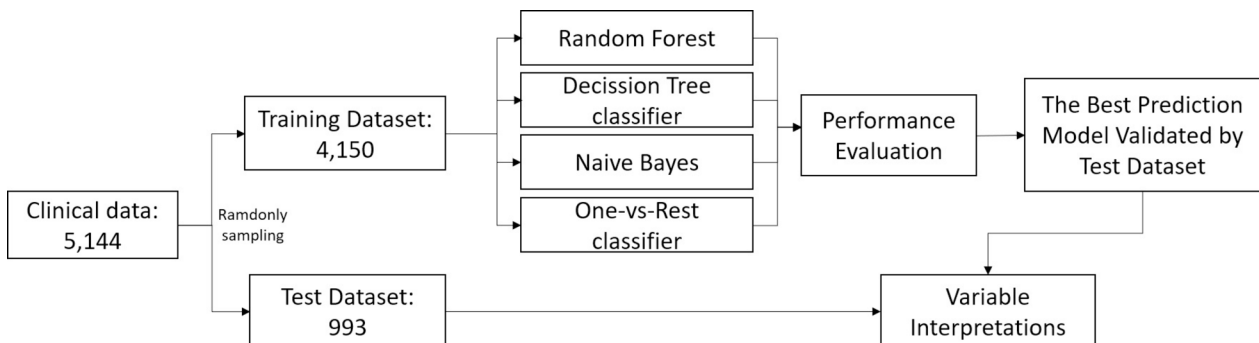 Clinical data:
5,144
Ramdonly
sampling
Training Dataset:
4,150
Test Dataset:
993
Random Forest
Decission Tree
classifier
Naive Bayes
One-vs-Rest
classifier
Performance
Evaluation
The Best Prediction
Model Validated by
Test Dataset
Variable
Interpretations